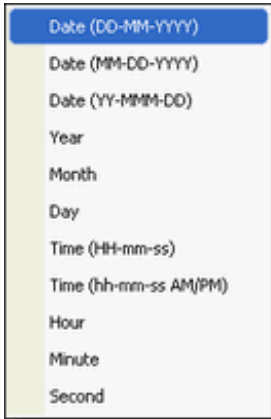 Date (DD-MM-YYYY)
Date (MM-DD-YYYY)
Date (YY-MMM-DD)
Year
Month
Day
Time (HH-mm-ss)
Time (hh-mm-ss AM/PM)
Hour
Minute
Second